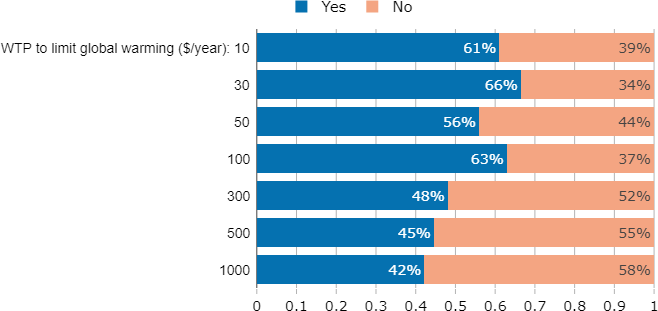 Yes No
WTP to limit global warming ($/year): 10 61% 39%
30 66% 34%
50 56% 44%
100 63% 37%
300 48% 52%
500 45% 55%
1000 42% 58%
0 0.1 0.2 0.3 0.4 0.5 0.6 0.7 0.8 0.9 1